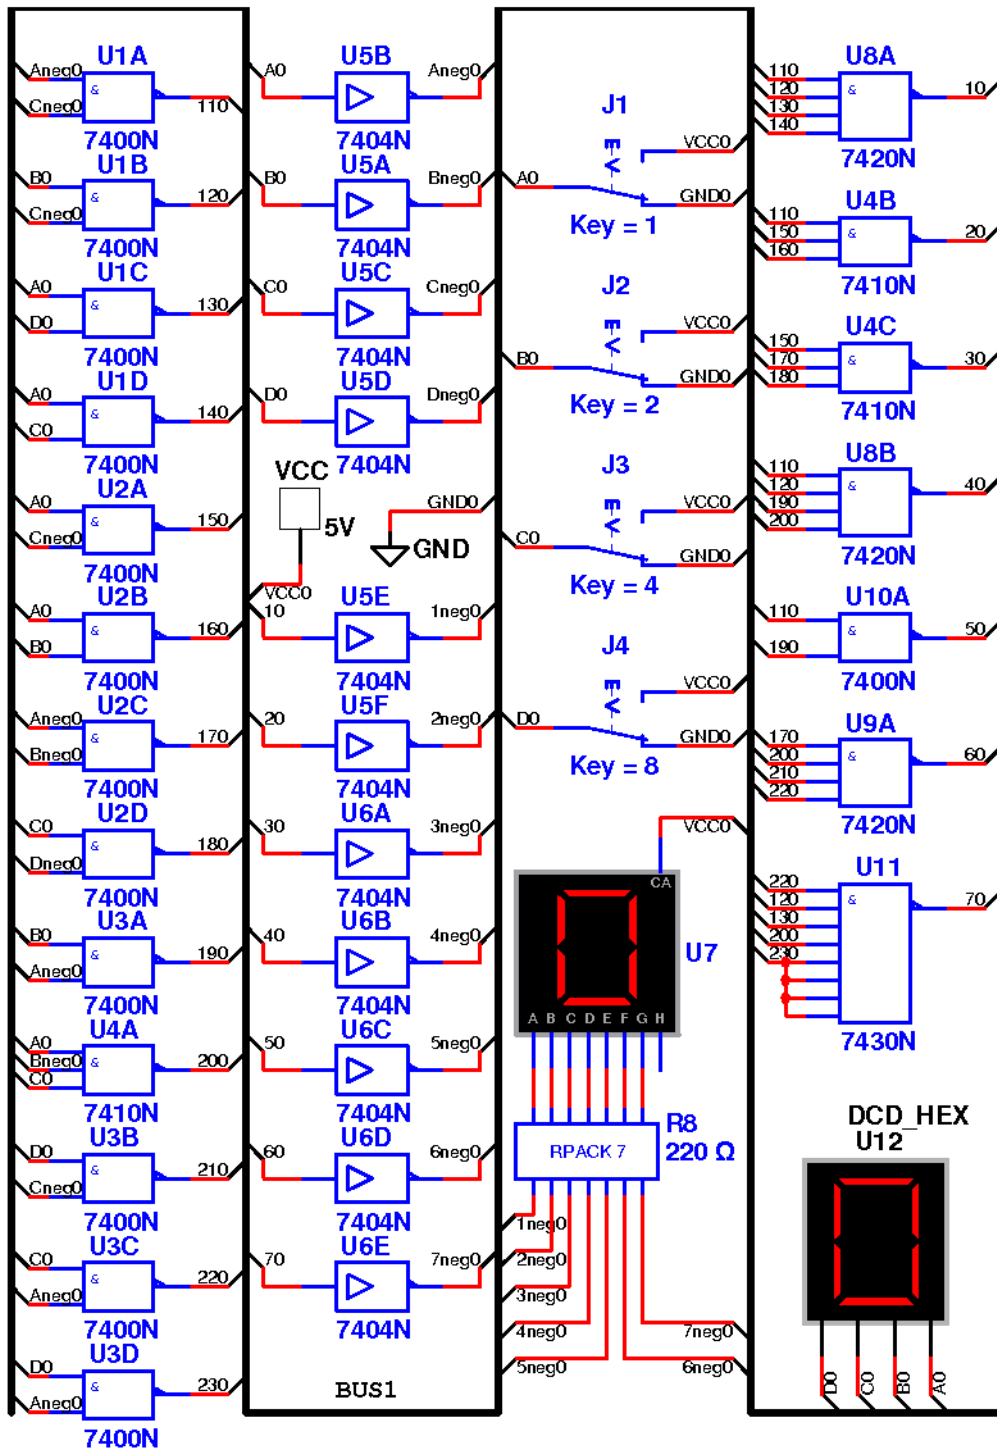 U1A
Aneg0
&
Cneg0
110
7400N
U1B
B0
&
Cneg0
120
7400N
U1C
A0
&
D0
130
7400N
U1D
A0
&
C0
140
7400N
U2A
A0
&
Cneg0
150
7400N
U2B
A0
&
B0
160
7400N
U2C
Aneg0
&
Bneg0
170
7400N
U2D
C0
&
Dneg0
180
7400N
U3A
B0
&
Aneg0
190
7400N
U4A
A0
Bneg0
&
C0
200
7410N
U3B
D0
&
Cneg0
210
7400N
U3C
C0
&
Aneg0
220
7400N
U3D
D0
&
Aneg0
230
7400N
U5B
A0
Aneg0
7404N
U5A
B0
Bneg0
7404N
U5C
C0
Cneg0
7404N
U5D
D0
Dneg0
7404N
VCC
5V
VCC0
GND0
GND
U5E
10
1neg0
7404N
U5F
20
2neg0
7404N
U6A
30
3neg0
7404N
U6B
40
4neg0
7404N
U6C
50
5neg0
7404N
U6D
60
6neg0
7404N
U6E
70
7neg0
7404N
BUS1
J1
VCC0
A0
GND0
Key = 1
J2
VCC0
B0
GND0
Key = 2
J3
VCC0
C0
GND0
Key = 4
J4
VCC0
D0
GND0
Key = 8
VCC0
CA
U7
A B C D E F G H
R8
RPACK 7
220 Ω
1neg0
2neg0
3neg0
4neg0
5neg0
7neg0
6neg0
U8A
110
120
130
140
&
10
7420N
U4B
110
150
160
&
20
7410N
U4C
150
170
180
&
30
7410N
U8B
110
120
190
200
&
40
7420N
U10A
110
190
&
50
7400N
U9A
170
200
210
220
&
60
7420N
U11
220
120
130
200
230
&
70
7430N
DCD_HEX
U12
D0
C0
B0
A0